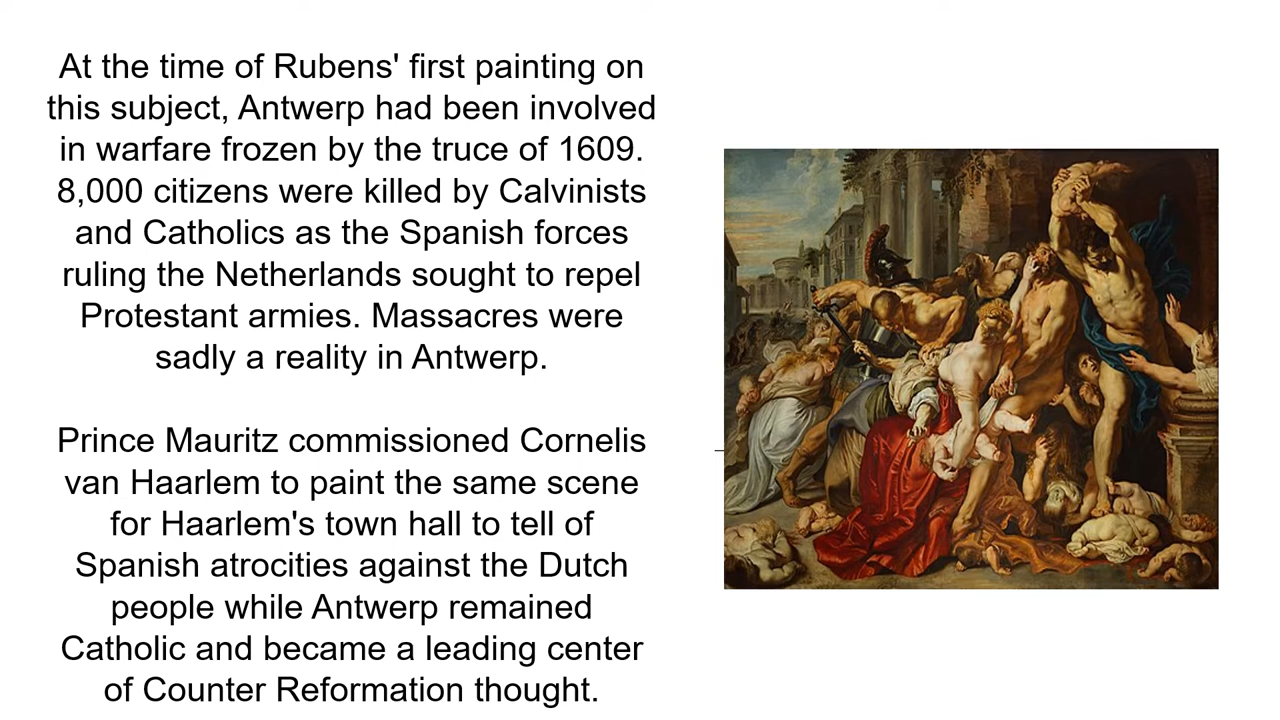 At the time of Rubens' first painting on
this subject, Antwerp had been involved
in warfare frozen by the truce of 1609.
8,000 citizens were killed by Calvinists
and Catholics as the Spanish forces
ruling the Netherlands sought to repel
Protestant armies. Massacres were
sadly a reality in Antwerp.
Prince Mauritz commissioned Cornelis
van Haarlem to paint the same scene
for Haarlem's town hall to tell of
Spanish atrocities against the Dutch
people while Antwerp remained
Catholic and became a leading center
of Counter Reformation thought.